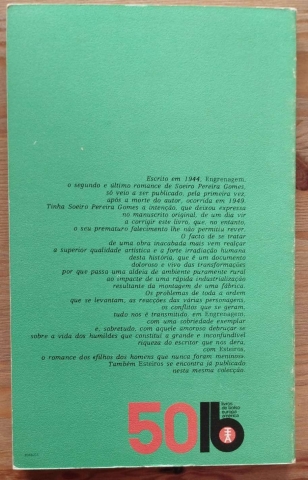 Escrito em 1944, Engrenagem,
o segundo e último romance de Soeiro Pereira Gomes,
só veio a ser publicado, pela primeira vez,
após a morte do autor, ocorrida em 1949.
Tinha Soeiro Pereira Gomes a intenção, que deixou expressa
no manuscrito original, de um dia vir
a corrigir este livro, que, no entanto,
o seu prematuro falecimento lhe não permitiu rever.
O facto de se tratar
de uma obra inacabada mais vem realçar
a superior qualidade artística e a forte irradiação humana
desta história, que é um documento
doloroso e vivo das transformações
por que passa uma aldeia de ambiente puramente rural
ao impacte de uma rápida industrialização
resultante da montagem de uma fábrica.
Os problemas de toda a ordem
que se levantam, as reacções das várias personagens,
os conflitos que se geram,
tudo nos é transmitido, em Engrenagem,
com uma sobriedade exemplar
e, sobretudo, com aquele amoroso debruçar se
sobre a vida dos humildes que constitui a grande e inconfundível
riqueza do escritor que nos dera,
com Esteiros,
o romance dos «filhos dos homens que nunca foram meninos».
Também Esteiros se encontra já publicado
nesta mesma colecção.
50
lb
livros
de bolso
europa
américa